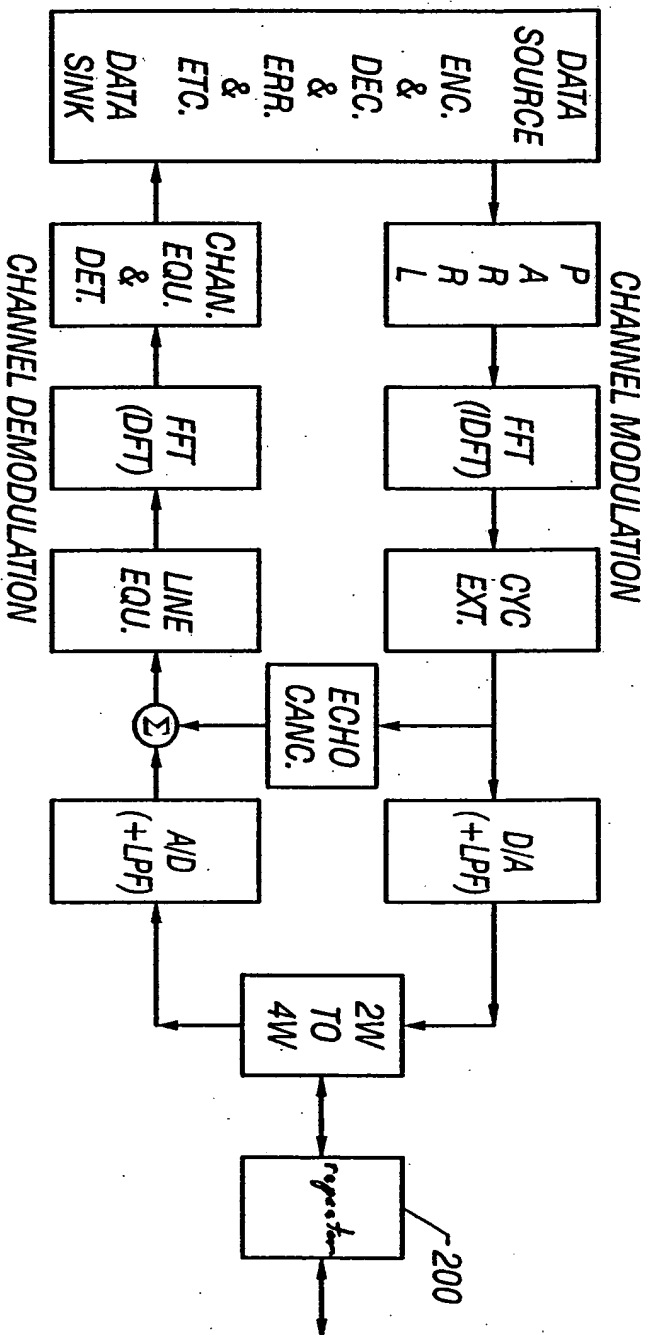 CHANNEL MODULATION
DATA
SOURCE
ENC.
&
DEC.
&
ERR.
&
ETC.
DATA
SINK
P
A
R
R
L
FFT
(IDFT)
CYC
EXT.
D/A
(+LPF)
ECHO
CANC.
2W
TO
4W
repeater
200
CHAN.
EQU.
&
DET.
FFT
(DFT)
LINE
EQU.
Σ
A/D
(+LPF)
CHANNEL DEMODULATION